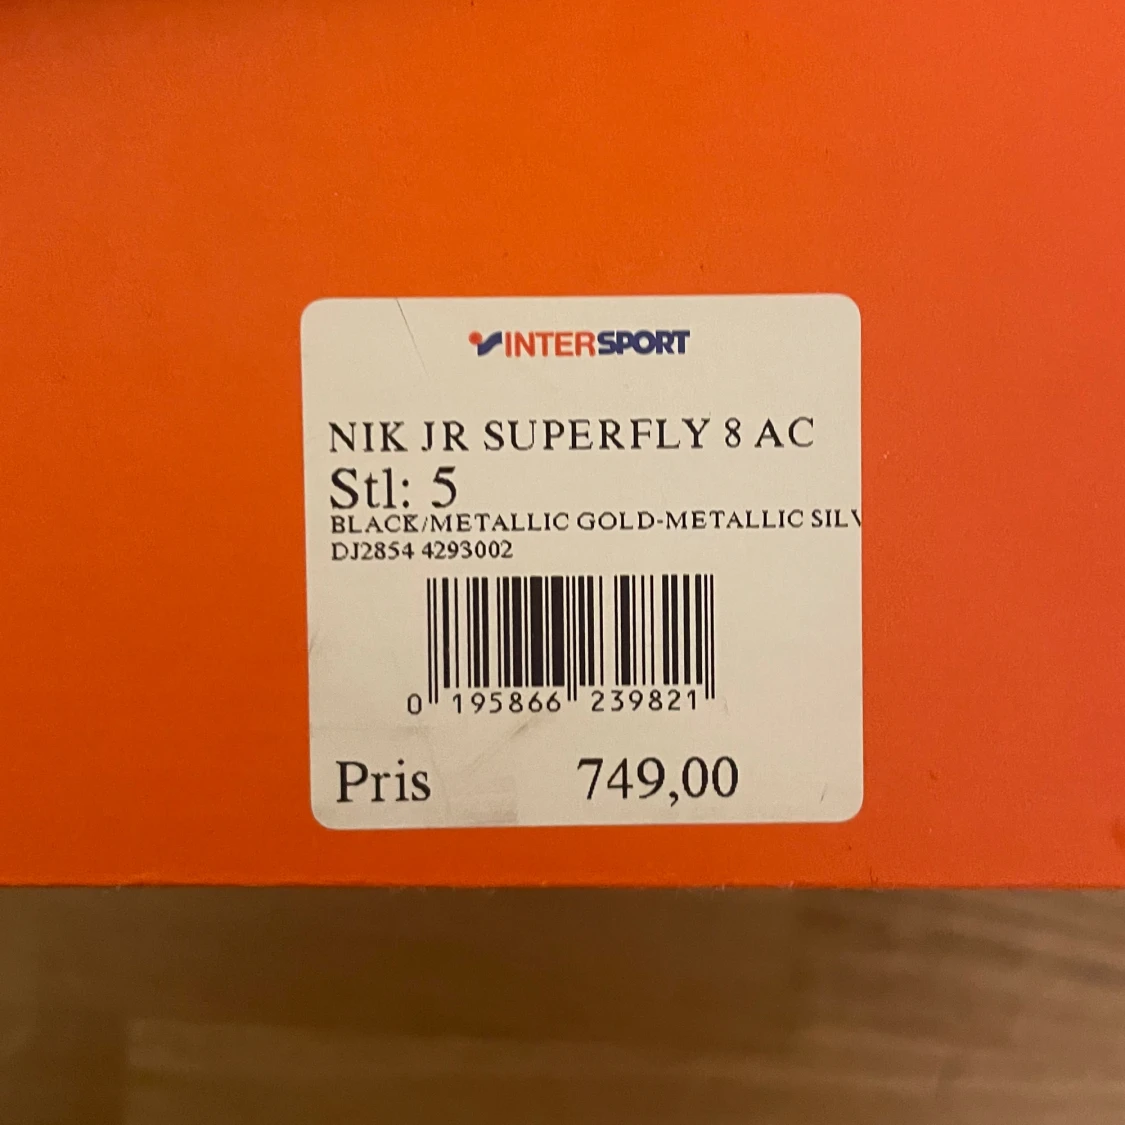 INTERSPORT
NIK JR SUPERFLY 8 AC
Stl: 5
BLACK/METALLIC GOLD-METALLIC SILV
DJ2854 4293002
0 195866 239821
Pris 749,00